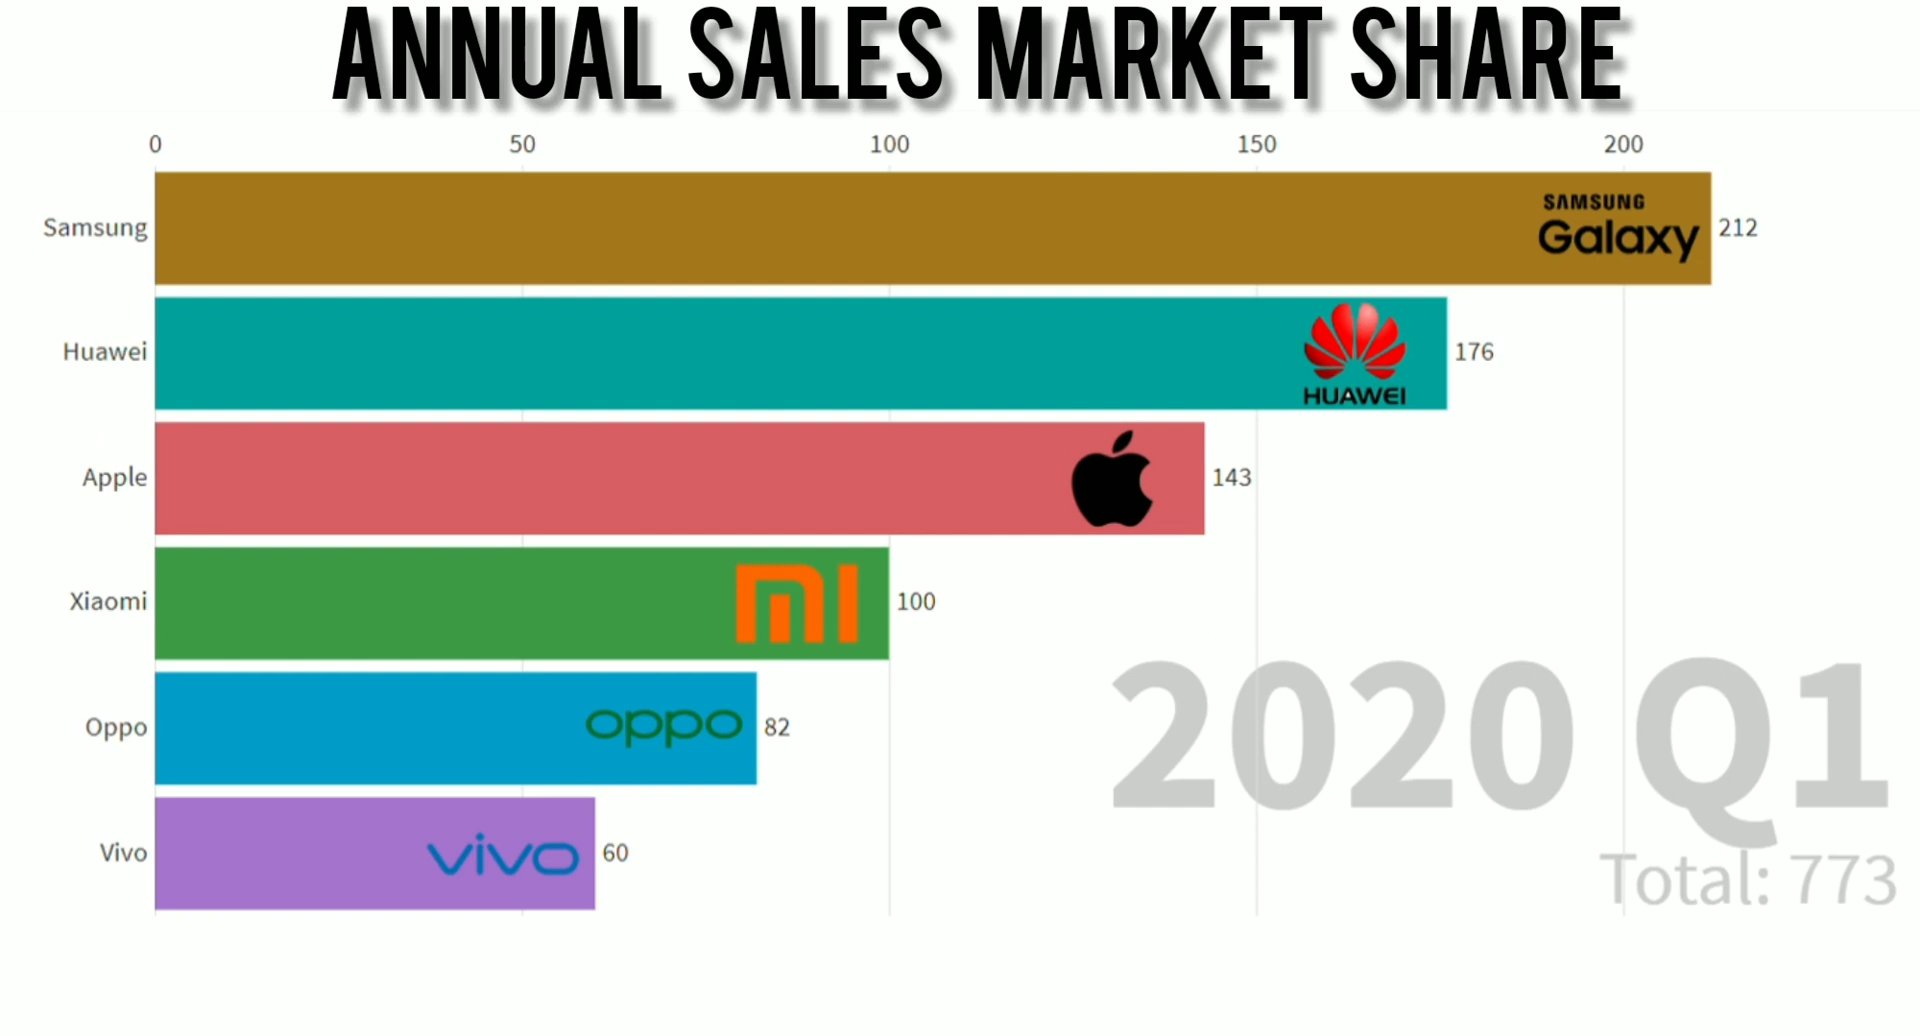 ANNUAL SALES MARKET SHARE
0 50 100 150 200
Samsung SAMSUNG Galaxy 212
Huawei HUAWEI 176
Apple 143
Xiaomi mi 100
Oppo oppo 82
Vivo vivo 60
2020 Q1
Total: 773